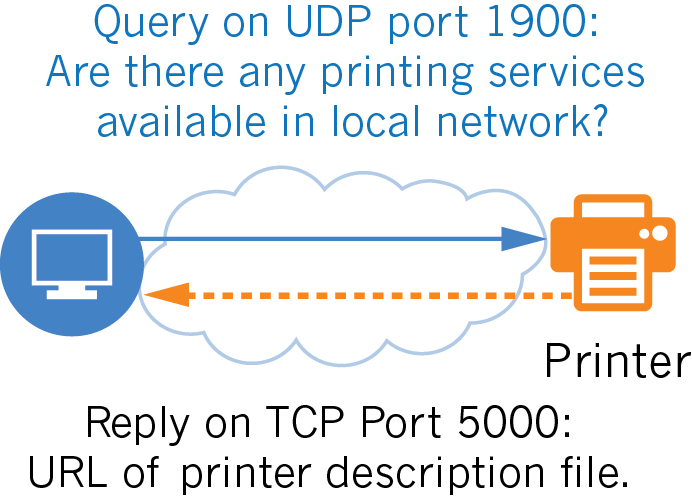 Query on UDP port 1900:
Are there any printing services
available in local network?
Printer
Reply on TCP Port 5000:
URL of printer description file.